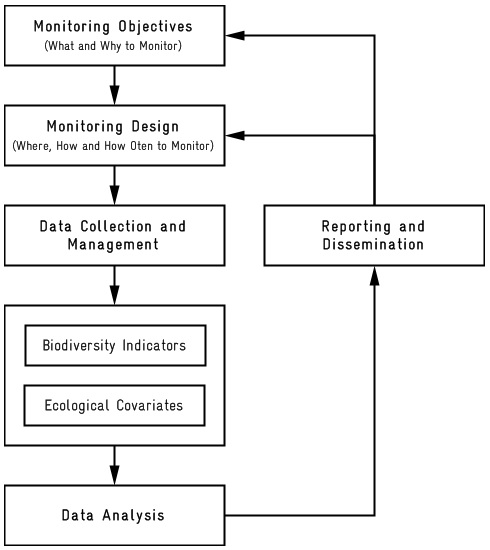 Monitoring Objectives
(What and Why to Monitor)
Monitoring Design
(Where, How and How Oten to Monitor)
Data Collection and
Management
Reporting and
Dissemination
Biodiversity Indicators
Ecological Covariates
Data Analysis